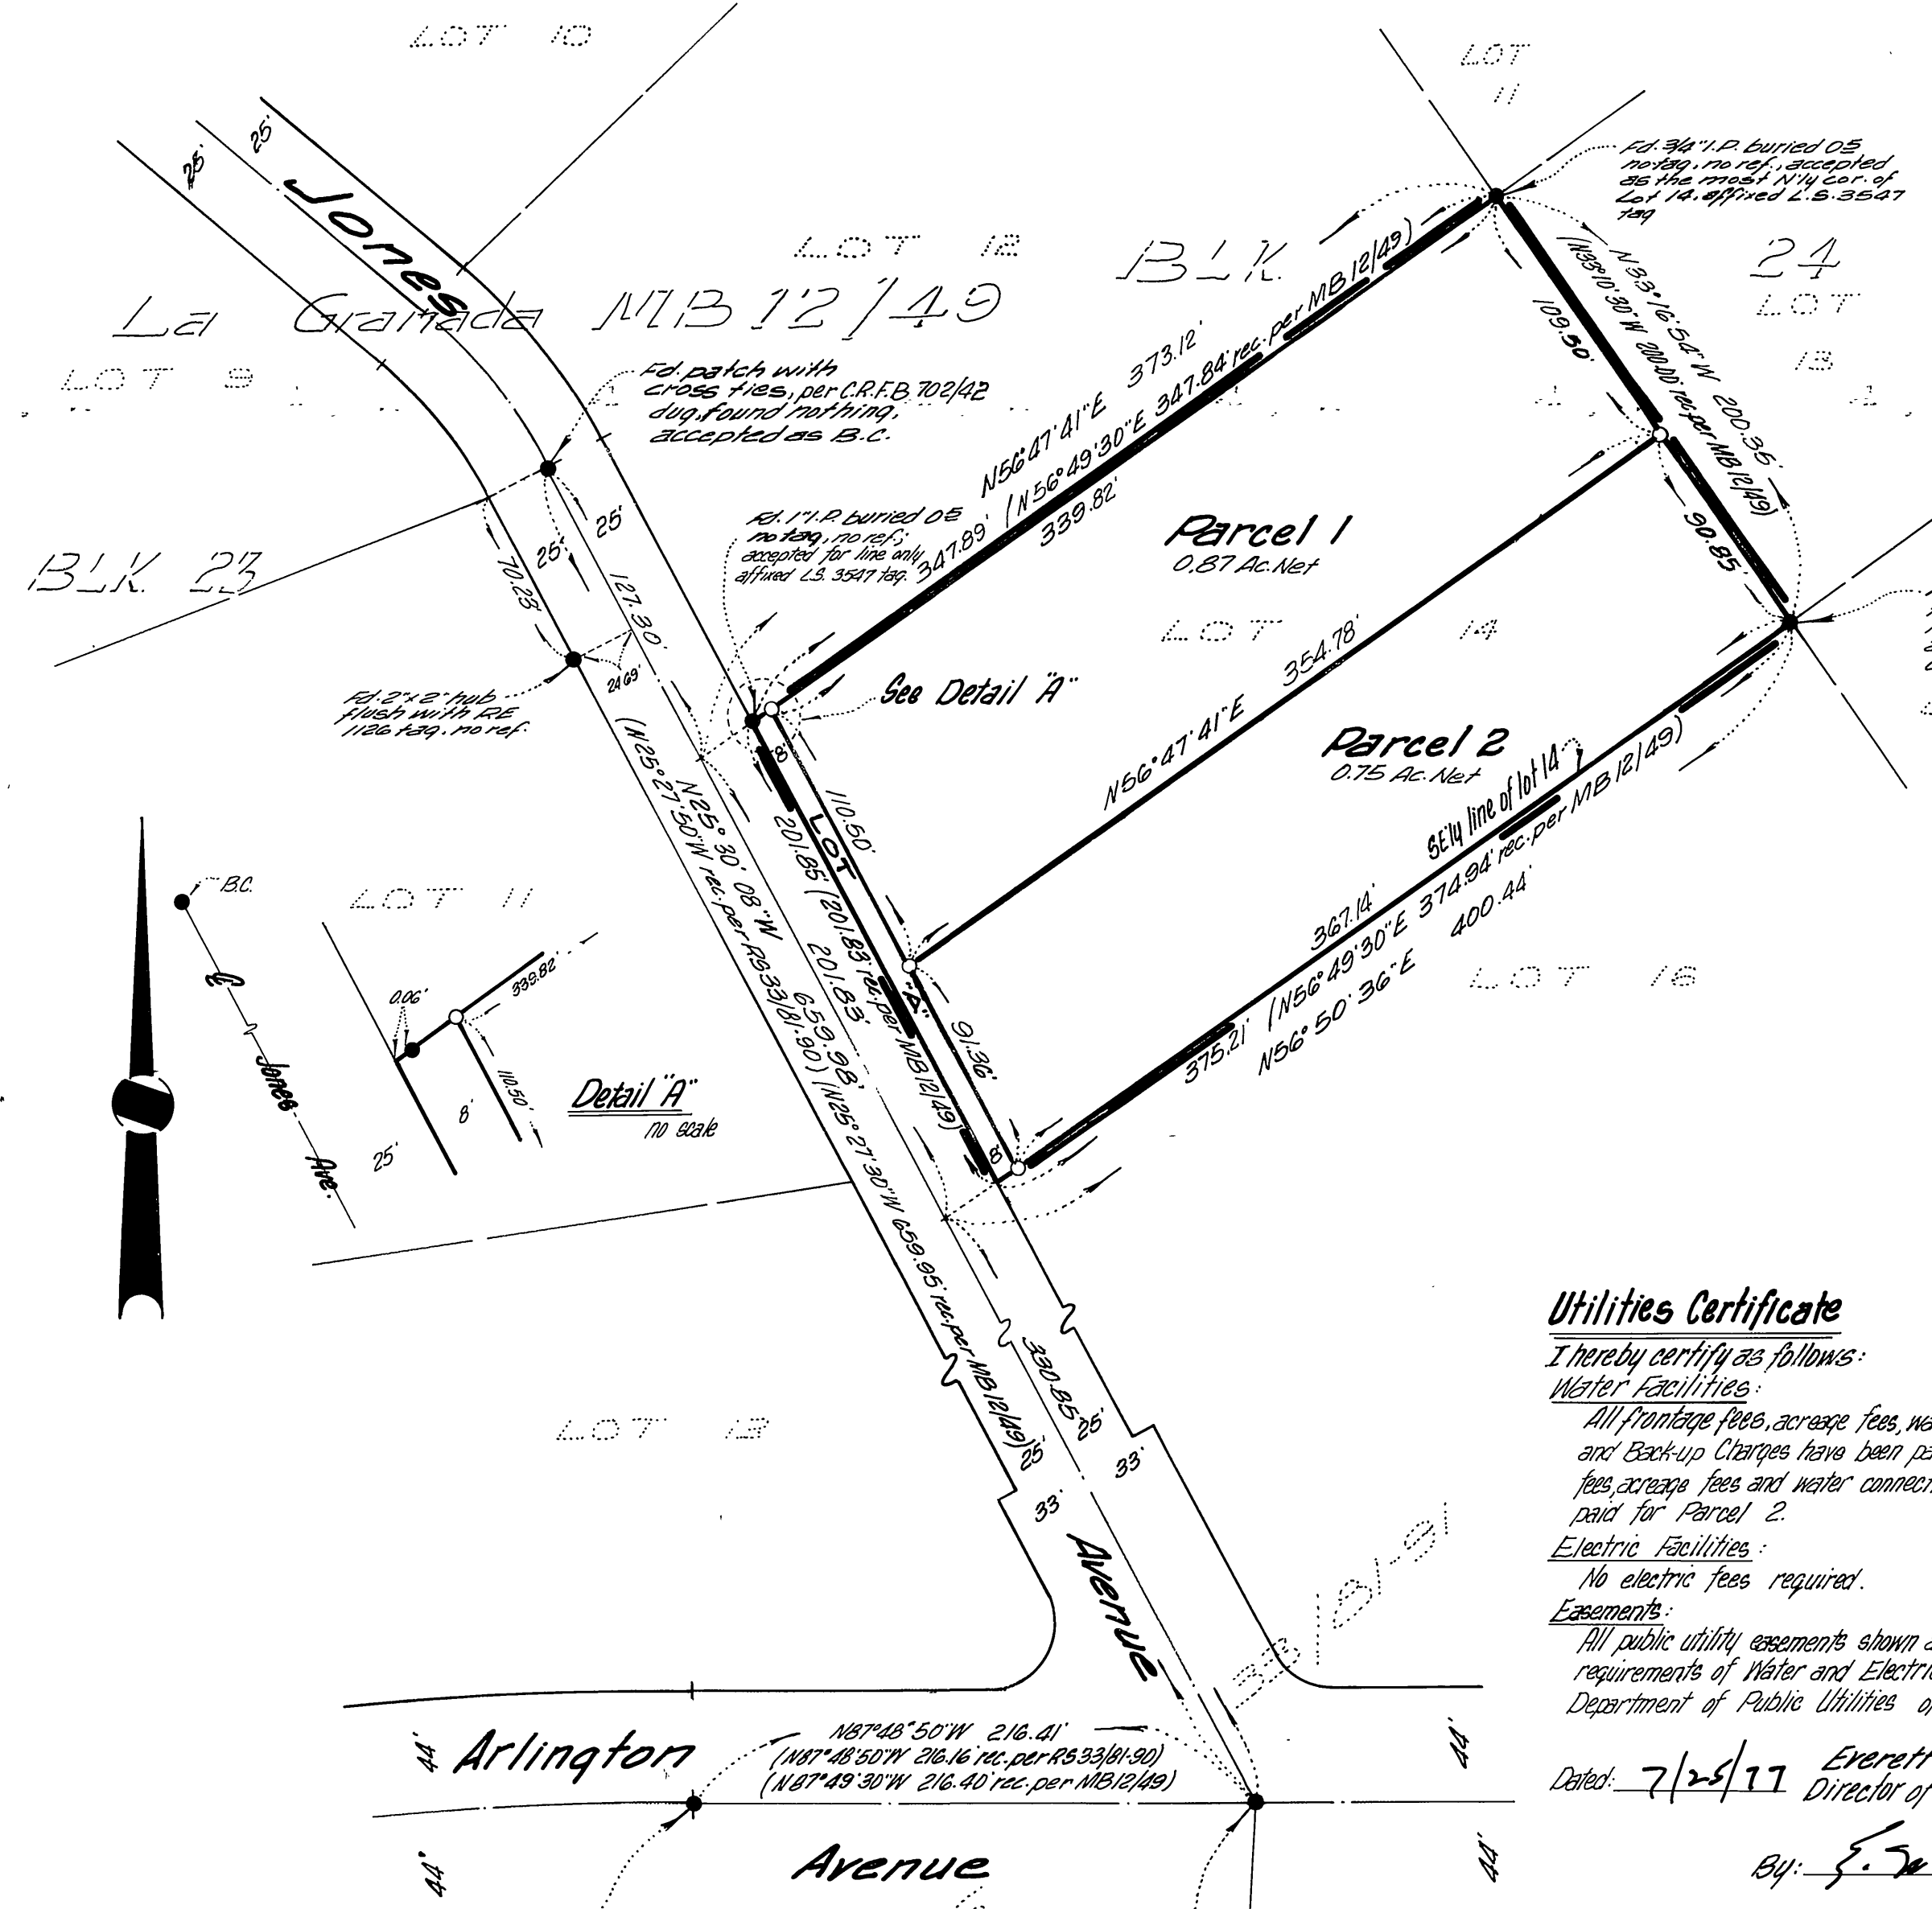 LOT 10
LOT
11
25'
25'
Jones
Fd. 3/4" I.P. buried 05
no tag, no ref., accepted
as the most N'ly cor. of
Lot 14. affixed L.S. 3547
tag
LOT 12
BLK.
24
LOT
13
La Granada MB 12/49
LOT 9
N33°16'54"W 200.35'
(N33°10'30"W 200.00' rec. per MB 12/49)
109.50'
90.85'
Fd. patch with
cross ties, per C.R.F.B. 702/42
dug, found nothing,
accepted as B.C.
N56°47'41"E 373.12'
347.89' (N56°49'30"E 347.84' rec. per MB 12/49)
339.82'
Fd. 1" I.P. buried 05
no tag, no ref;
accepted for line only
affixed L.S. 3547 tag.
Parcel 1
0.87 Ac. Net
BLK. 23
25'
25'
70.23'
127.30'
24.69'
LOT 14
N56°47'41"E 354.78'
See Detail "A"
Fd. 2"x2" hub
flush with RE
1126 tag, no ref.
Parcel 2
0.75 Ac. Net
SE'ly line of lot 14
367.14'
375.21' (N56°49'30"E 374.94' rec. per MB 12/49)
N56°50'36"E 400.44'
LOT 16
8'
110.50'
LOT "A"
91.36'
8'
201.85' (201.83' rec. per MB 12/49)
N25°30'08"W 201.83'
659.98'
(N25°27'50"W rec. per RS 33/81-90) (N25°27'30"W 659.95' rec. per MB 12/49)
B.C.
LOT 11
℄ Jones Ave.
0.06'
339.82'
110.50'
8'
25'
Detail "A"
no scale
LOT 13
330.85'
25'
25'
33'
33'
Avenue
33/81-91
Utilities Certificate
I hereby certify as follows:
Water Facilities:
All frontage fees, acreage fees, wa
and Back-up Charges have been pa
fees, acreage fees and water connect
paid for Parcel 2.
Electric Facilities:
No electric fees required.
Easements:
All public utility easements shown a
requirements of Water and Electri
Department of Public Utilities o
Dated: 7/25/77
Everett
Director of
By:
44'
Arlington
N87°48'50"W 216.41'
(N87°48'50"W 216.16' rec. per RS 33/81-90)
(N87°49'30"W 216.40' rec. per MB 12/49)
44'
44'
Avenue
44'